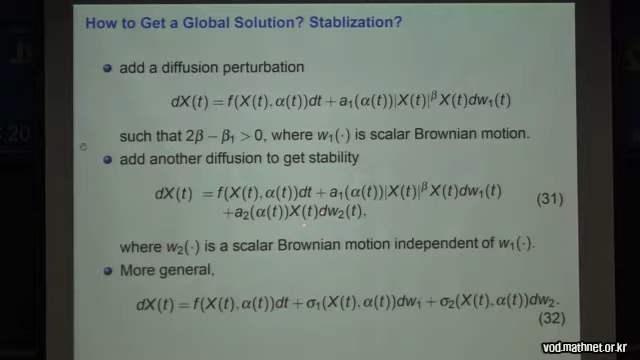 How to Get a Global Solution? Stablization?
add a diffusion perturbation
dX(t) = f(X(t), α(t))dt + a₁(α(t))|X(t)|^β X(t)dw₁(t)
such that 2β − β₁ > 0, where w₁(·) is scalar Brownian motion.
add another diffusion to get stability
dX(t) = f(X(t), α(t))dt + a₁(α(t))|X(t)|^β X(t)dw₁(t)
+a₂(α(t))X(t)dw₂(t),
(31)
where w₂(·) is a scalar Brownian motion independent of w₁(·).
More general,
dX(t) = f(X(t), α(t))dt + σ₁(X(t), α(t))dw₁ + σ₂(X(t), α(t))dw₂.
(32)
vod.mathnet.or.kr